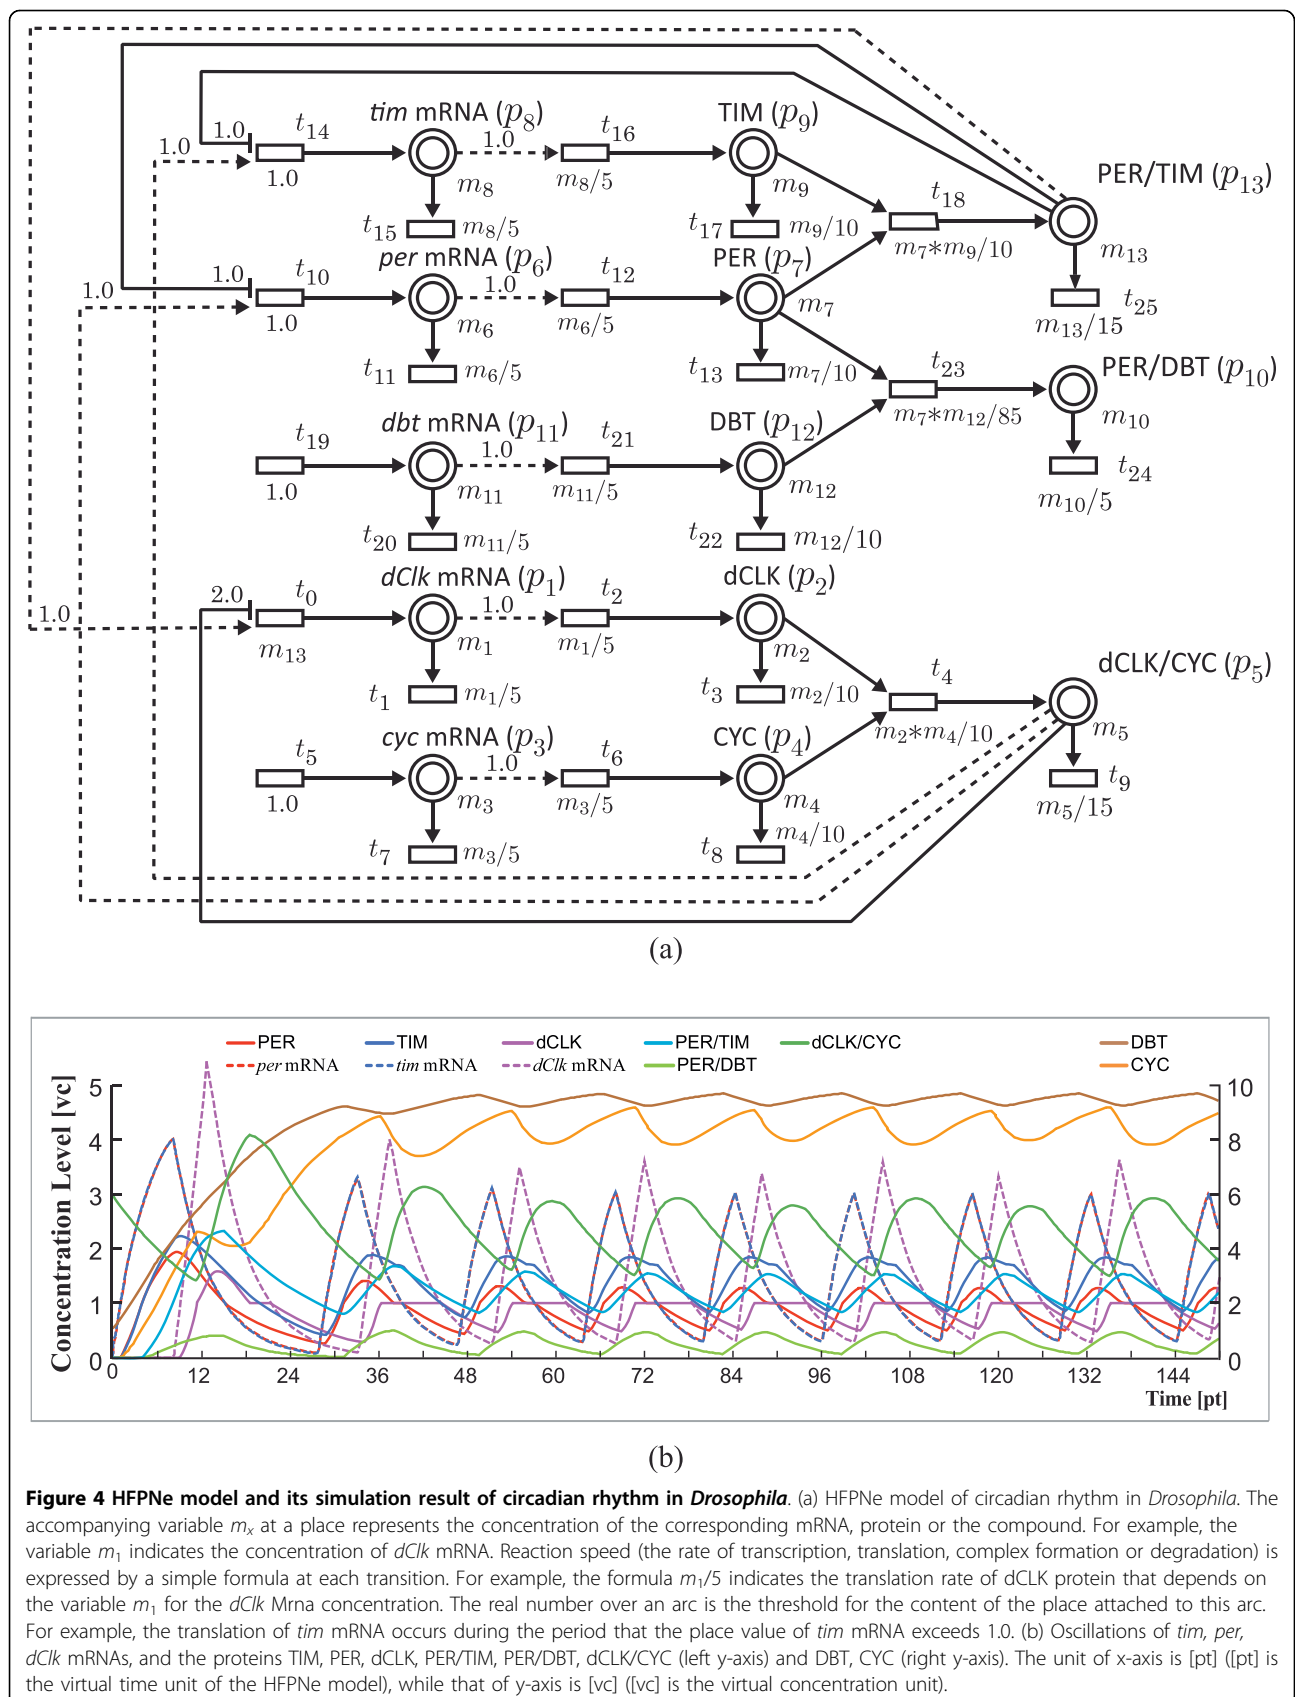 tim mRNA (p8)
TIM (p9)
PER/TIM (p13)
1.0
t14
1.0
t16
1.0
1.0
m8
m8/5
m9
t18
t15
m8/5
t17
m9/10
m7*m9/10
m13
per mRNA (p6)
PER (p7)
1.0
1.0
t10
1.0
t12
t25
1.0
m6
m6/5
m7
m13/15
t11
m6/5
t13
m7/10
t23
PER/DBT (p10)
m7*m12/85
m10
dbt mRNA (p11)
DBT (p12)
t19
1.0
t21
t24
1.0
m11
m11/5
m12
m10/5
t20
m11/5
t22
m12/10
dClk mRNA (p1)
dCLK (p2)
2.0
t0
1.0
t2
1.0
m13
m1
m1/5
m2
dCLK/CYC (p5)
t1
m1/5
t3
m2/10
t4
m2*m4/10
m5
cyc mRNA (p3)
CYC (p4)
t5
1.0
t6
t9
1.0
m3
m3/5
m4
m5/15
t7
m3/5
t8
m4/10
(a)
PER TIM dCLK PER/TIM dCLK/CYC DBT
per mRNA tim mRNA dClk mRNA PER/DBT CYC
Concentration Level [vc]
5
4
3
2
1
0
10
8
6
4
2
0
0 12 24 36 48 60 72 84 96 108 120 132 144
Time [pt]
(b)
Figure 4 HFPNe model and its simulation result of circadian rhythm in Drosophila. (a) HFPNe model of circadian rhythm in Drosophila. The
accompanying variable mx at a place represents the concentration of the corresponding mRNA, protein or the compound. For example, the
variable m1 indicates the concentration of dClk mRNA. Reaction speed (the rate of transcription, translation, complex formation or degradation) is
expressed by a simple formula at each transition. For example, the formula m1/5 indicates the translation rate of dCLK protein that depends on
the variable m1 for the dClk Mrna concentration. The real number over an arc is the threshold for the content of the place attached to this arc.
For example, the translation of tim mRNA occurs during the period that the place value of tim mRNA exceeds 1.0. (b) Oscillations of tim, per,
dClk mRNAs, and the proteins TIM, PER, dCLK, PER/TIM, PER/DBT, dCLK/CYC (left y-axis) and DBT, CYC (right y-axis). The unit of x-axis is [pt] ([pt] is
the virtual time unit of the HFPNe model), while that of y-axis is [vc] ([vc] is the virtual concentration unit).